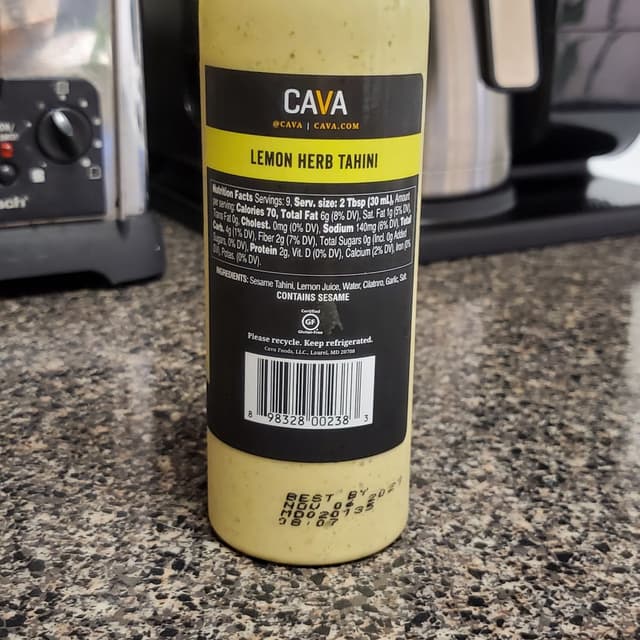 CAVA
@CAVA | CAVA.COM
LEMON HERB TAHINI
Nutrition Facts Servings: 9, Serv. size: 2 Tbsp (30 mL), Amount
per serving: Calories 70, Total Fat 6g (8% DV), Sat. Fat 1g (5% DV),
Trans Fat 0g, Cholest. 0mg (0% DV), Sodium 140mg (6% DV), Total
Carb. 4g (1% DV), Fiber 2g (7% DV), Total Sugars 0g (Incl. 0g Added
Sugars, 0% DV), Protein 2g, Vit. D (0% DV), Calcium (2% DV), Iron (0%
DV), Potas. (0% DV).
INGREDIENTS: Sesame Tahini, Lemon Juice, Water, Cilantro, Garlic, Salt.
CONTAINS SESAME
Certified
GF
Gluten-Free
Please recycle. Keep refrigerated.
Cava Foods, LLC., Laurel, MD 20708
8 98328 00238 3
BEST BY
NOV
MD020735
08:07